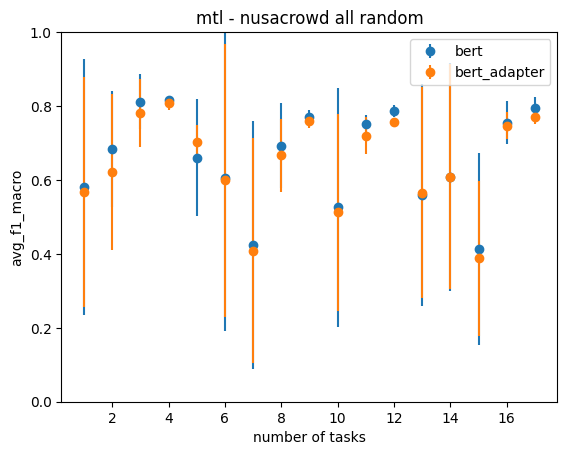 mtl - nusacrowd all random
bert
bert_adapter
avg_f1_macro
1.0
0.8
0.6
0.4
0.2
0.0
2 4 6 8 10 12 14 16
number of tasks